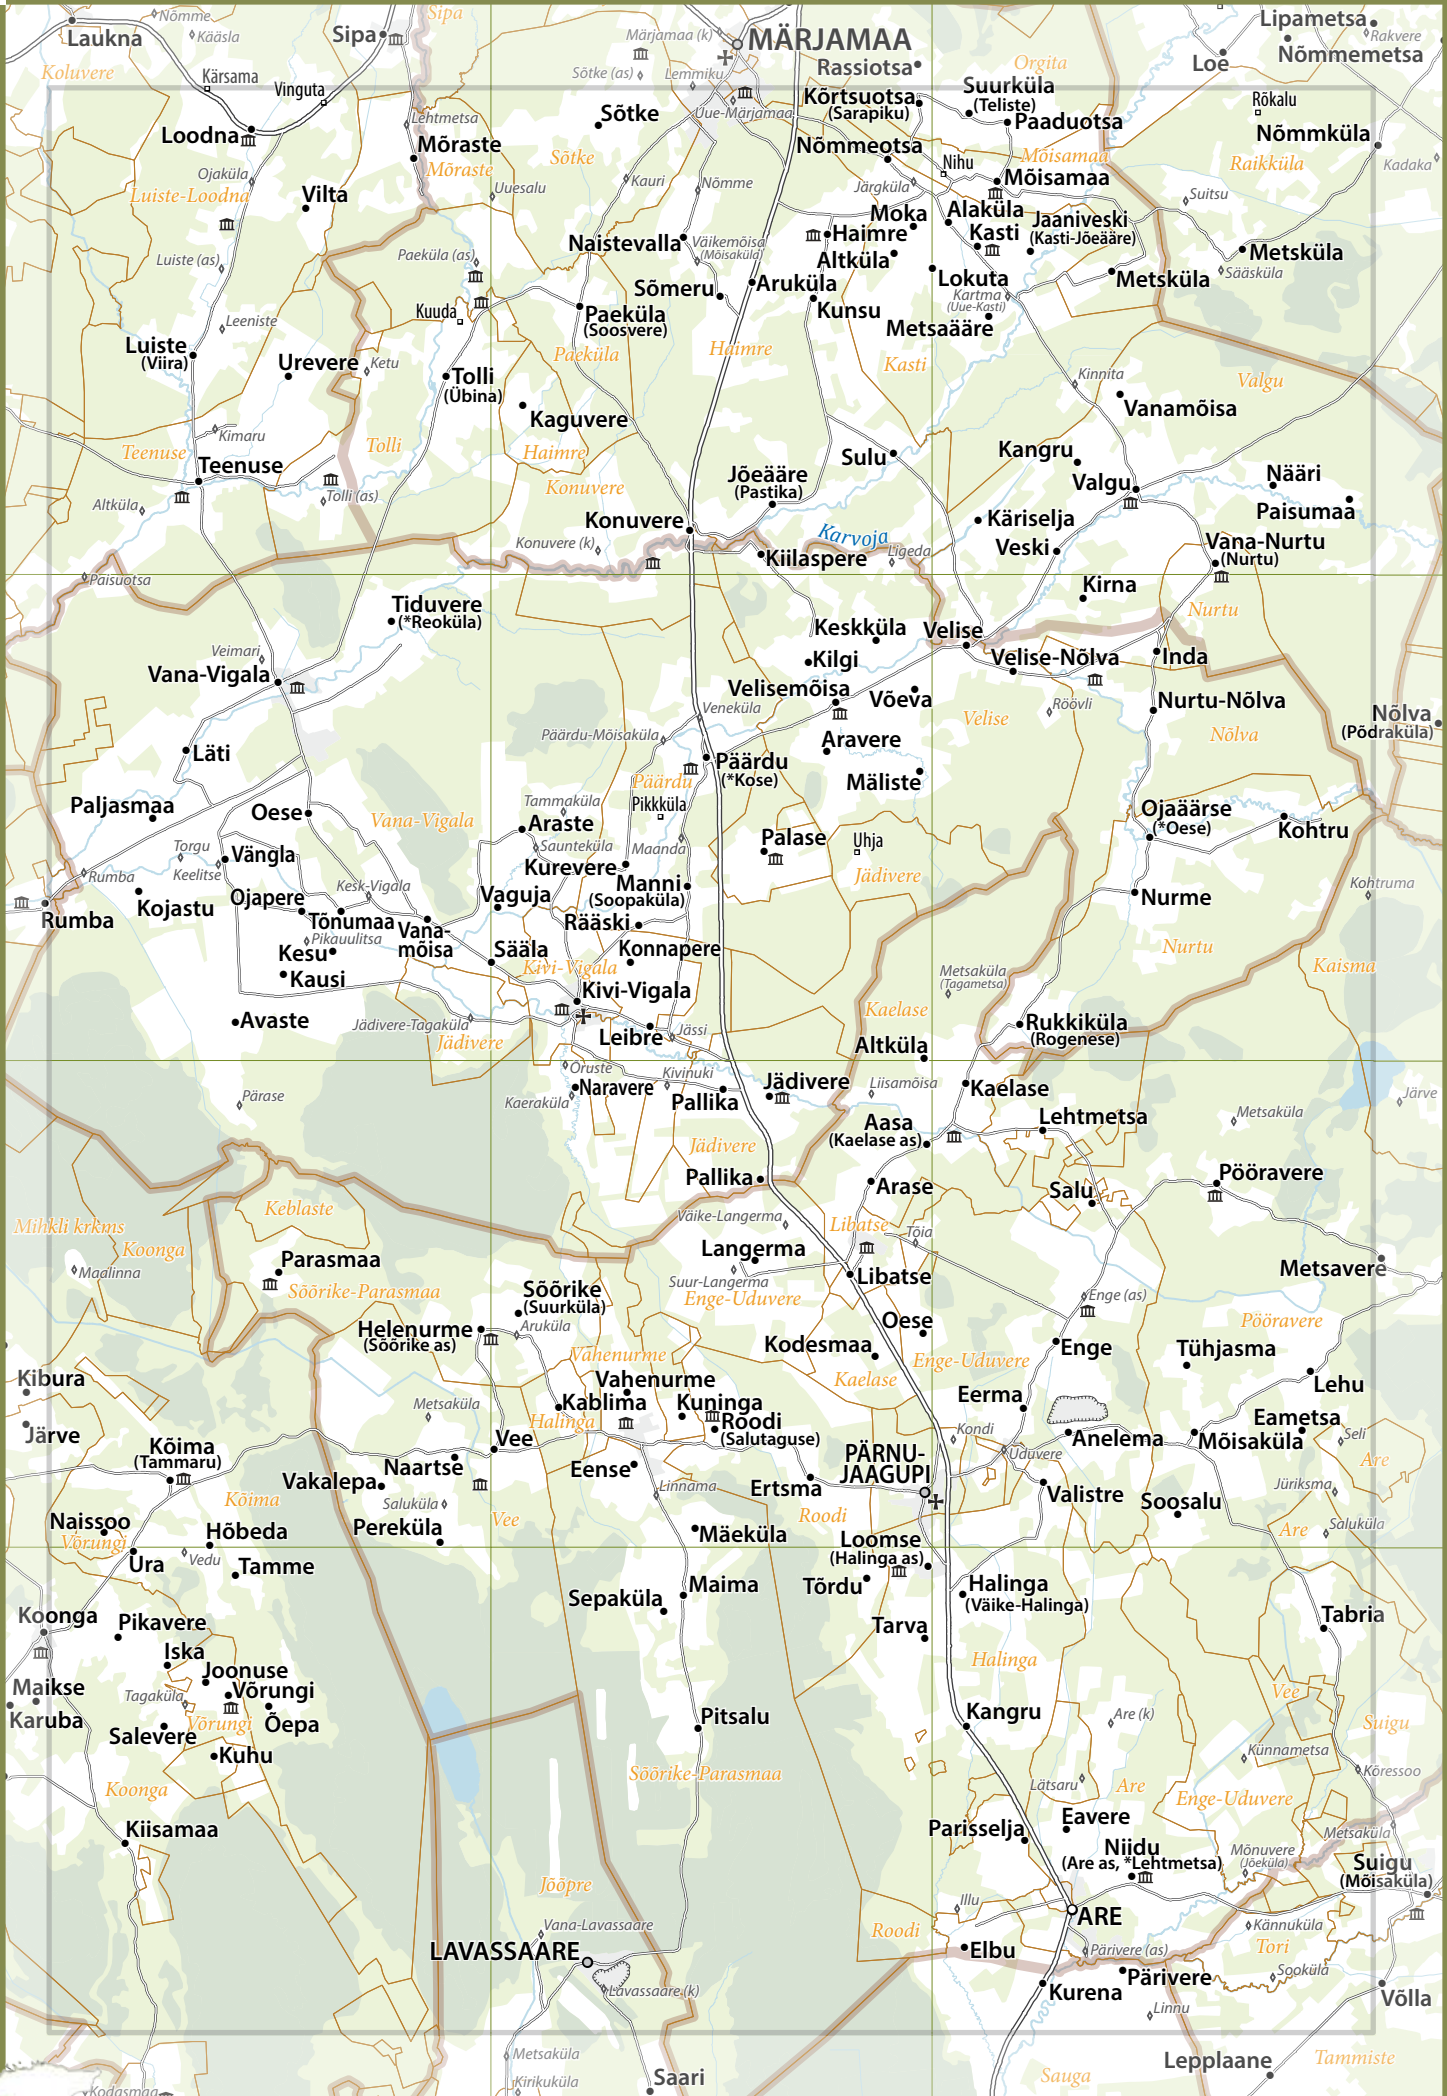 Laukna
Nõmme
Kääsla
Sipa
Sipa
Märjamaa (k)
MÄRJAMAA
Rassiotsa
Orgita
Loe
Lipametsa
Rakvere
Nõmmemetsa
Koluvere
Kärsama
Vinguta
Sõtke (as)
Lemmiku
Uue-Märjamaa
Kõrtsuotsa
(Sarapiku)
Suurküla
(Teliste)
Paaduotsa
Rõkalu
Nõmmküla
Kadaka
Loodna
Lehtmetsa
Mõraste
Mõraste
Sõtke
Sõtke
Nõmmeotsa
Nihu
Mõisamaa
Mõisamaa
Raikküla
Ojaküla
Luiste-Loodna
Vilta
Uuesalu
Kauri
Nõmme
Järgküla
Moka
Alaküla
Suitsu
Jaaniveski
(Kasti-Jõeääre)
Kasti
Haimre
Altküla
Naistevalla
Väikemõisa
(Mõisaküla)
Luiste (as)
Paeküla (as)
Metsküla
Sääsküla
Metsküla
Lokuta
Kartma
(Uue-Kasti)
Metsaääre
Sõmeru
Aruküla
Kunsu
Kuuda
Paeküla
(Soosvere)
Paeküla
Haimre
Kasti
Leeniste
Luiste
(Viira)
Urevere
Ketu
Tolli
(Übina)
Kaguvere
Kinnita
Vanamõisa
Valgu
Kimaru
Teenuse
Teenuse
Tolli
Haimre
Konuvere
Tolli (as)
Altküla
Jõeääre
(Pastika)
Sulu
Kangru
Valgu
Nääri
Paisumaa
Konuvere
Konuvere (k)
Karvoja
Käriselja
Veski
Ligeda
Kiilaspere
Vana-Nurtu
(Nurtu)
Paisuotsa
Kirna
Nurtu
Tiduvere
(*Reoküla)
Keskküla
Velise
Kilgi
Velise-Nõlva
Inda
Veimari
Vana-Vigala
Velisemõisa
Võeva
Veneküla
Velise
Röövli
Nurtu-Nõlva
Nõlva
Nõlva
(Põdraküla)
Läti
Päärdu-Mõisaküla
Aravere
Päärdu
(*Kose)
Päärdu
Mäliste
Paljasmaa
Oese
Vana-Vigala
Tammaküla
Araste
Saunteküla
Pikkküla
Maanda
Palase
Uhja
Ojaäärse
(*Oese)
Kohtru
Torgu
Vängla
Keelitse
Rumba
Kurevere
Jädivere
Kohtruma
Manni
(Soopaküla)
Vaguja
Nurme
Kojastu
Ojapere
Kesk-Vigala
Tõnumaa
Vana-
mõisa
Rumba
Rääski
Pikauulitsa
Kesu
Sääla
Konnapere
Nurtu
Kaisma
Kivi-Vigala
Kausi
Kivi-Vigala
Metsaküla
(Tagametsa)
Kaelase
Avaste
Jädivere-Tagaküla
Jädivere
Leibre
Jässi
Rukkiküla
(Rogenese)
Altküla
Oruste
Kivinuki
Naravere
Kaeraküla
Pallika
Jädivere
Liisamõisa
Kaelase
Pärase
Järve
Metsaküla
Lehtmetsa
Aasa
(Kaelase as)
Jädivere
Pallika
Arase
Salu
Pööravere
Keblaste
Mihkli krkms
Koonga
Väike-Langerma
Libatse
Tõia
Langerma
Parasmaa
Maalinna
Suur-Langerma
Libatse
Metsavere
Sõõrike-Parasmaa
Enge-Uduvere
Sõõrike
(Suurküla)
Aruküla
Helenurme
(Sõõrike as)
Enge (as)
Oese
Pööravere
Kodesmaa
Enge-Uduvere
Enge
Tühjasma
Vahenurme
Vahenurme
Kaelase
Lehu
Kibura
Metsaküla
Kablima
Kuninga
Roodi
(Salutaguse)
Halinga
Eerma
Järve
Kõima
(Tammaru)
Vee
Kondi
Eametsa
Seli
Anelema
Mõisaküla
PÄRNU-
JAAGUPI
Uduvere
Are
Naartse
Eense
Vakalepa
Ertsma
Valistre
Soosalu
Jüriksma
Linnama
Saluküla
Kõima
Vee
Roodi
Pereküla
Naissoo
Võrungi
Hõbeda
Mäeküla
Loomse
(Halinga as)
Are
Saluküla
Ura
Vedu
Tamme
Tõrdu
Maima
Halinga
(Väike-Halinga)
Sepaküla
Koonga
Pikavere
Iska
Tarva
Tabria
Halinga
Joonuse
Maikse
Karuba
Tagaküla
Võrungi
Vee
Õepa
Salevere
Võrungi
Kuhu
Pitsalu
Kangru
Are (k)
Suigu
Künnametsa
Kõressoo
Koonga
Sõõrike-Parasmaa
Lätsaru
Are
Enge-Uduvere
Kiisamaa
Parisselja
Eavere
Metsaküla
Niidu
(Are as, *Lehtmetsa)
Mõnuvere
(Jõeküla)
Suigu
(Mõisaküla)
Jõõpre
Illu
ARE
Vana-Lavassaare
Roodi
Kännuküla
LAVASSAARE
Elbu
Pärivere (as)
Tori
Lavassaare (k)
Kurena
Pärivere
Sooküla
Võlla
Linnu
Metsaküla
Kirikuküla
Saari
Kodasmaa
Sauga
Lepplaane
Tammiste